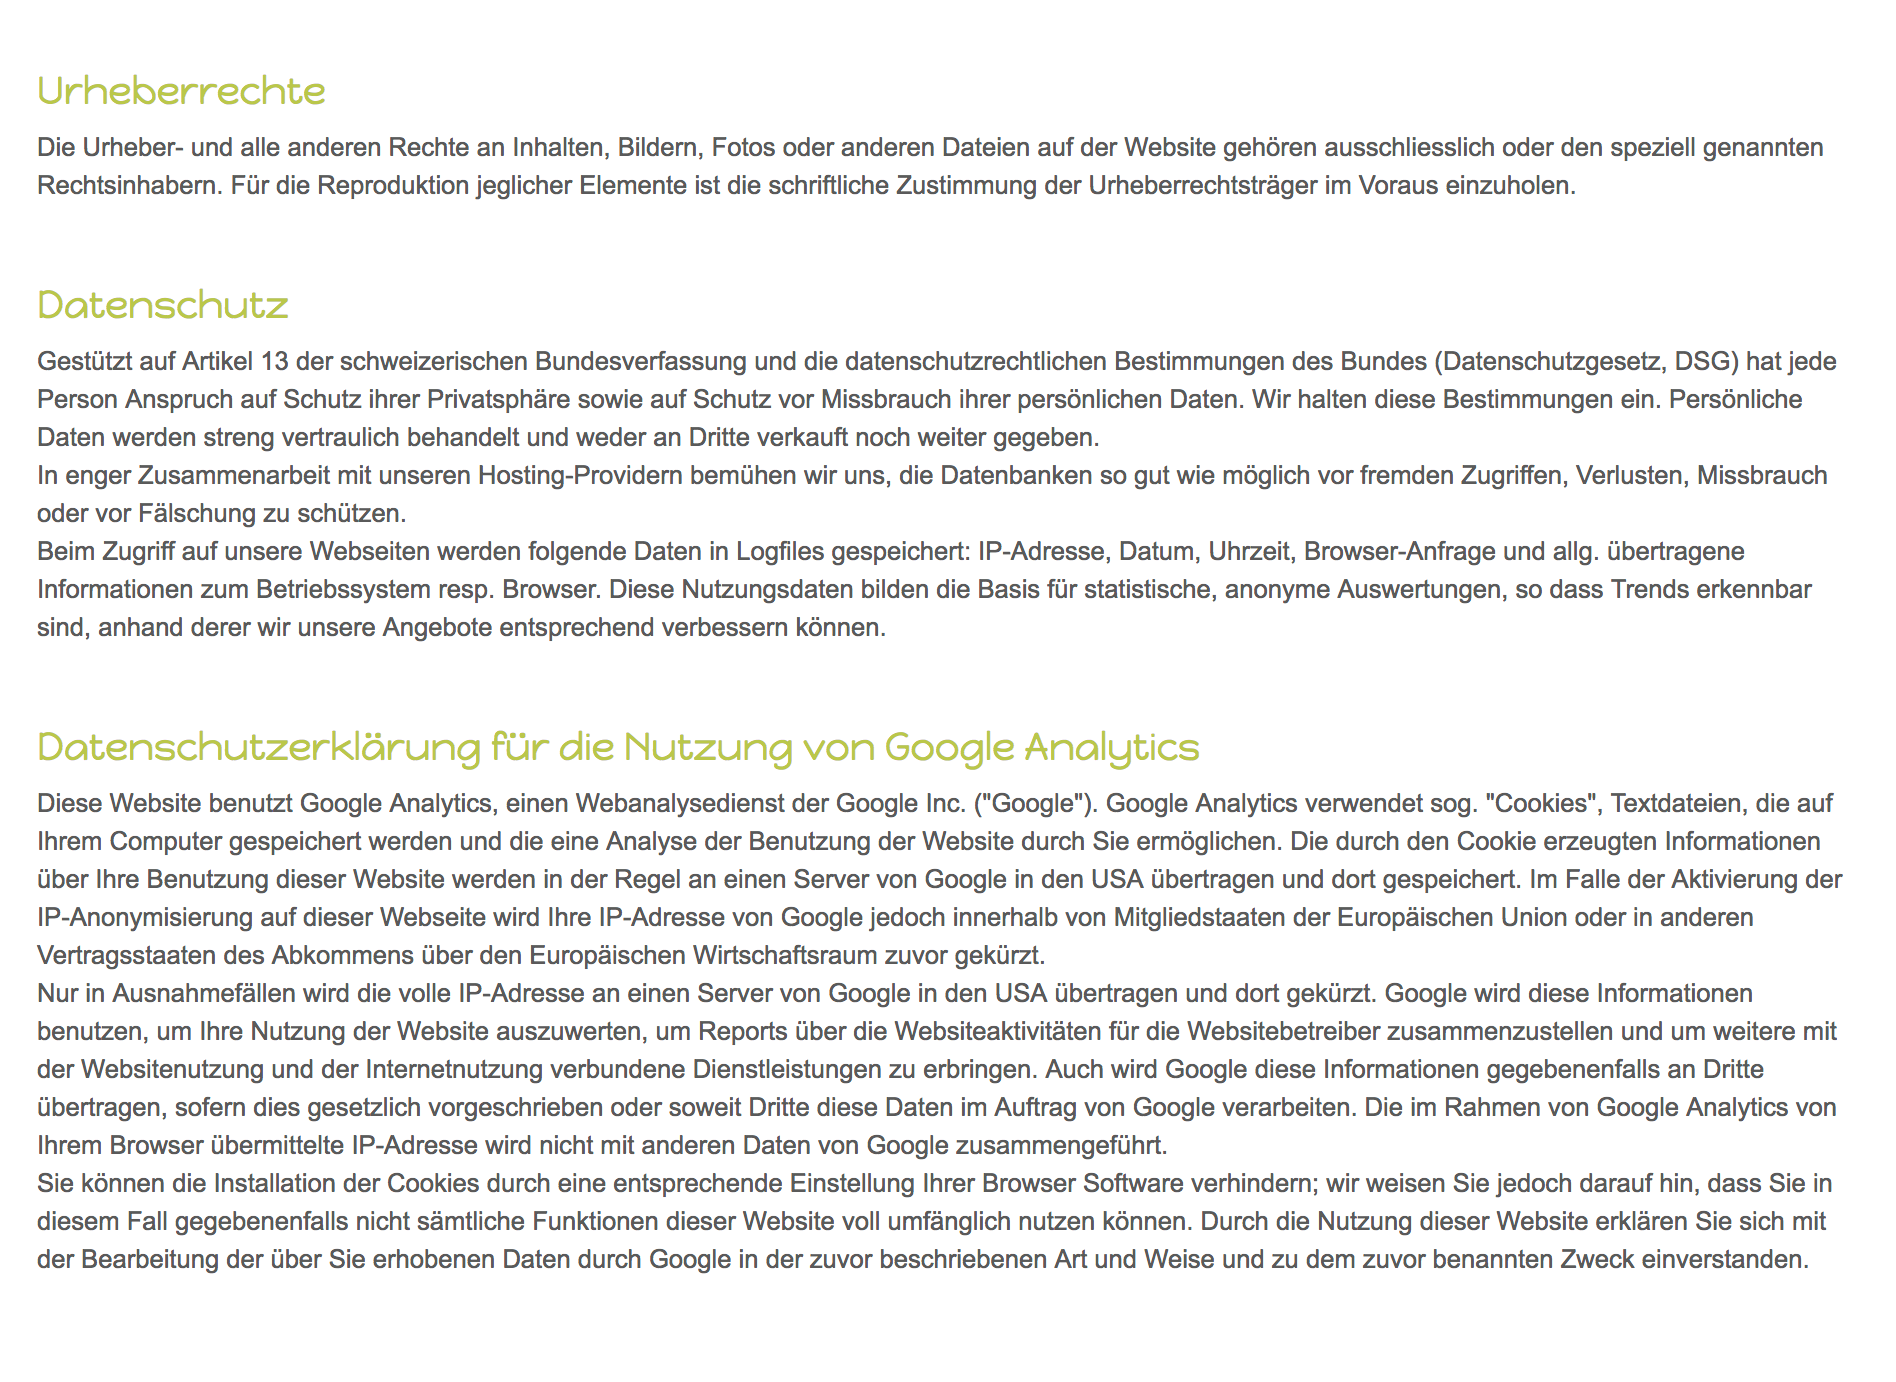 Urheberrechte
Die Urheber- und alle anderen Rechte an Inhalten, Bildern, Fotos oder anderen Dateien auf der Website gehören ausschliesslich oder den speziell genannten
Rechtsinhabern. Für die Reproduktion jeglicher Elemente ist die schriftliche Zustimmung der Urheberrechtsträger im Voraus einzuholen.
Datenschutz
Gestützt auf Artikel 13 der schweizerischen Bundesverfassung und die datenschutzrechtlichen Bestimmungen des Bundes (Datenschutzgesetz, DSG) hat jede
Person Anspruch auf Schutz ihrer Privatsphäre sowie auf Schutz vor Missbrauch ihrer persönlichen Daten. Wir halten diese Bestimmungen ein. Persönliche
Daten werden streng vertraulich behandelt und weder an Dritte verkauft noch weiter gegeben.
In enger Zusammenarbeit mit unseren Hosting-Providern bemühen wir uns, die Datenbanken so gut wie möglich vor fremden Zugriffen, Verlusten, Missbrauch
oder vor Fälschung zu schützen.
Beim Zugriff auf unsere Webseiten werden folgende Daten in Logfiles gespeichert: IP-Adresse, Datum, Uhrzeit, Browser-Anfrage und allg. übertragene
Informationen zum Betriebssystem resp. Browser. Diese Nutzungsdaten bilden die Basis für statistische, anonyme Auswertungen, so dass Trends erkennbar
sind, anhand derer wir unsere Angebote entsprechend verbessern können.
Datenschutzerklärung für die Nutzung von Google Analytics
Diese Website benutzt Google Analytics, einen Webanalysedienst der Google Inc. ("Google"). Google Analytics verwendet sog. "Cookies", Textdateien, die auf
Ihrem Computer gespeichert werden und die eine Analyse der Benutzung der Website durch Sie ermöglichen. Die durch den Cookie erzeugten Informationen
über Ihre Benutzung dieser Website werden in der Regel an einen Server von Google in den USA übertragen und dort gespeichert. Im Falle der Aktivierung der
IP-Anonymisierung auf dieser Webseite wird Ihre IP-Adresse von Google jedoch innerhalb von Mitgliedstaaten der Europäischen Union oder in anderen
Vertragsstaaten des Abkommens über den Europäischen Wirtschaftsraum zuvor gekürzt.
Nur in Ausnahmefällen wird die volle IP-Adresse an einen Server von Google in den USA übertragen und dort gekürzt. Google wird diese Informationen
benutzen, um Ihre Nutzung der Website auszuwerten, um Reports über die Websiteaktivitäten für die Websitebetreiber zusammenzustellen und um weitere mit
der Websitenutzung und der Internetnutzung verbundene Dienstleistungen zu erbringen. Auch wird Google diese Informationen gegebenenfalls an Dritte
übertragen, sofern dies gesetzlich vorgeschrieben oder soweit Dritte diese Daten im Auftrag von Google verarbeiten. Die im Rahmen von Google Analytics von
Ihrem Browser übermittelte IP-Adresse wird nicht mit anderen Daten von Google zusammengeführt.
Sie können die Installation der Cookies durch eine entsprechende Einstellung Ihrer Browser Software verhindern; wir weisen Sie jedoch darauf hin, dass Sie in
diesem Fall gegebenenfalls nicht sämtliche Funktionen dieser Website voll umfänglich nutzen können. Durch die Nutzung dieser Website erklären Sie sich mit
der Bearbeitung der über Sie erhobenen Daten durch Google in der zuvor beschriebenen Art und Weise und zu dem zuvor benannten Zweck einverstanden.